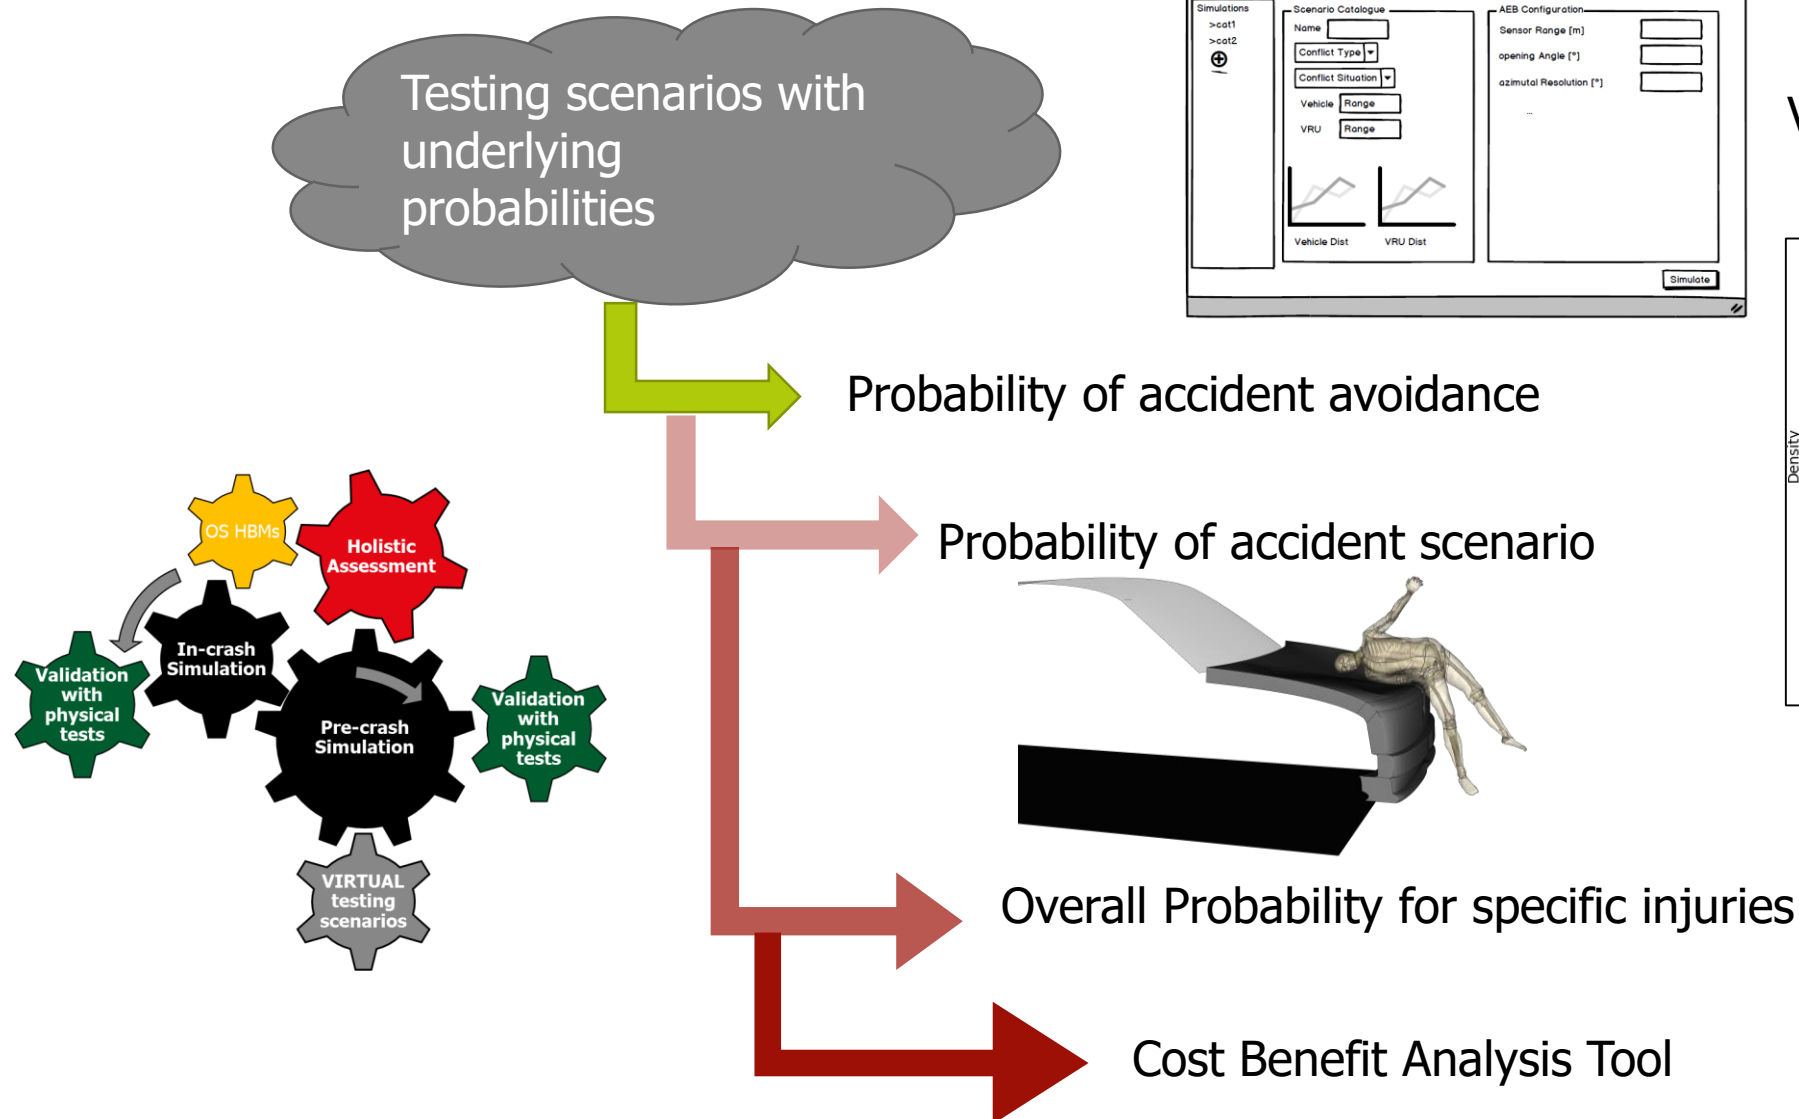 Testing scenarios with
underlying
probabilities
Simulations
>cat1
>cat2
Scenario Catalogue
Name
Conflict Type
Conflict Situation
Vehicle Range
VRU Range
Vehicle Dist VRU Dist
AEB Configuration
Sensor Range [m]
opening Angle [°]
azimutal Resolution [°]
...
Simulate
V
Probability of accident avoidance
Density
Probability of accident scenario
OS HBMs
Holistic
Assessment
In-crash
Simulation
Validation
with
physical
tests
Pre-crash
Simulation
Validation
with
physical
tests
VIRTUAL
testing
scenarios
Overall Probability for specific injuries
Cost Benefit Analysis Tool